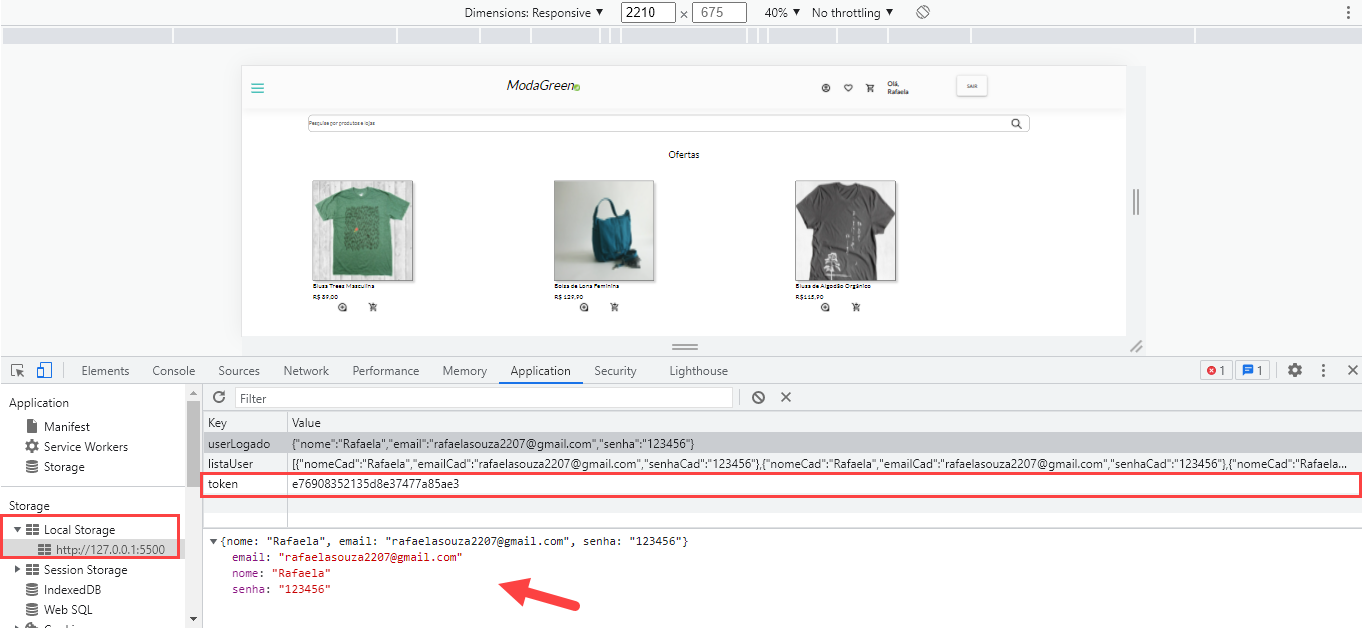 Dimensions: Responsive ▼ 2210 × 675 40% ▼ No throttling ▼
ModaGreen
Olá,
Rafaela
SAIR
Pesquise por produtos e lojas
Ofertas
Blusa Trees Masculina
R$ 89,00
Bolsa de Lona Feminina
R$ 129,90
Blusa de Algodão Orgânico
R$115,90
Elements Console Sources Network Performance Memory Application Security Lighthouse 1 1
Application
Manifest
Service Workers
Storage
Storage
Local Storage
http://127.0.0.1:5500
Session Storage
IndexedDB
Web SQL
Filter
Key Value
userLogado {"nome":"Rafaela","email":"rafaelasouza2207@gmail.com","senha":"123456"}
listaUser [{"nomeCad":"Rafaela","emailCad":"rafaelasouza2207@gmail.com","senhaCad":"123456"},{"nomeCad":"Rafaela","emailCad":"rafaelasouza2207@gmail.com","senhaCad":"123456"},{"nomeCad":"Rafaela...
token e76908352135d8e37477a85ae3
▼{nome: "Rafaela", email: "rafaelasouza2207@gmail.com", senha: "123456"}
email: "rafaelasouza2207@gmail.com"
nome: "Rafaela"
senha: "123456"